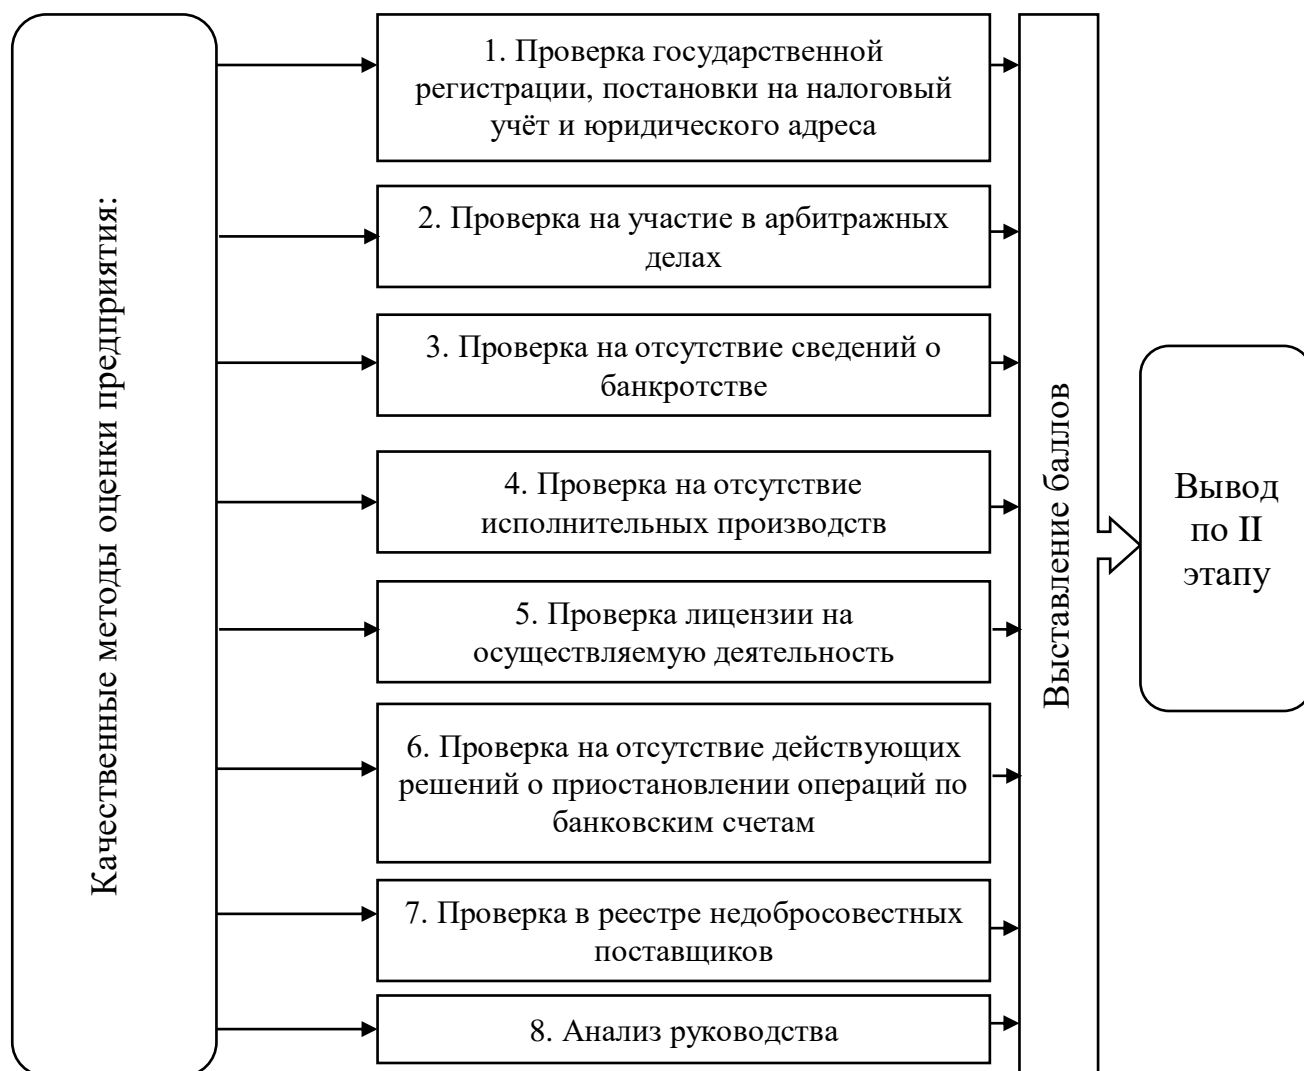 Качественные методы оценки предприятия:
1. Проверка государственной
регистрации, постановки на налоговый
учёт и юридического адреса
2. Проверка на участие в арбитражных
делах
3. Проверка на отсутствие сведений о
банкротстве
4. Проверка на отсутствие
исполнительных производств
5. Проверка лицензии на
осуществляемую деятельность
6. Проверка на отсутствие действующих
решений о приостановлении операций по
банковским счетам
7. Проверка в реестре недобросовестных
поставщиков
8. Анализ руководства
Выставление баллов
Вывод
по II
этапу